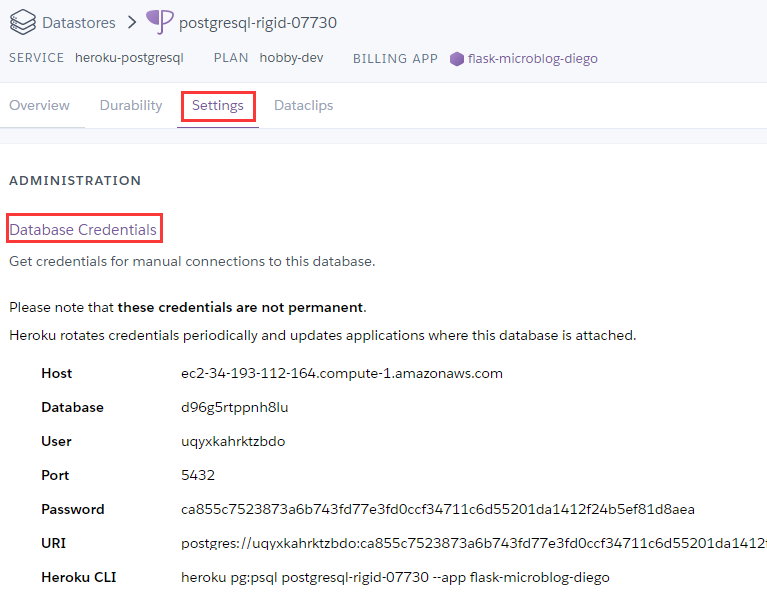 Datastores > postgresql-rigid-07730
SERVICE heroku-postgresql PLAN hobby-dev BILLING APP flask-microblog-diego
Overview Durability Settings Dataclips
ADMINISTRATION
Database Credentials
Get credentials for manual connections to this database.
Please note that these credentials are not permanent.
Heroku rotates credentials periodically and updates applications where this database is attached.
Host ec2-34-193-112-164.compute-1.amazonaws.com
Database d96g5rtppnh8lu
User uqyxkahrktzbdo
Port 5432
Password ca855c7523873a6b743fd77e3fd0ccf34711c6d55201da1412f24b5ef81d8aea
URI postgres://uqyxkahrktzbdo:ca855c7523873a6b743fd77e3fd0ccf34711c6d55201da1412f
Heroku CLI heroku pg:psql postgresql-rigid-07730 --app flask-microblog-diego